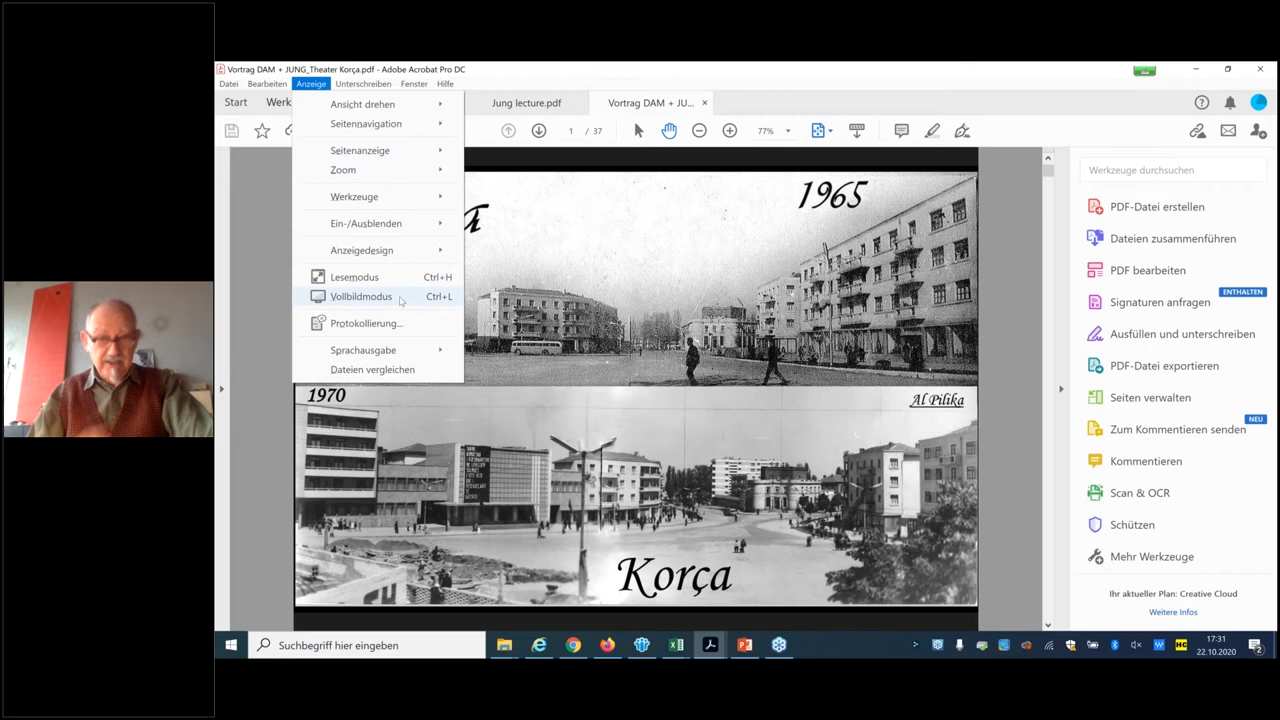 Vortrag DAM + JUNG_Theater Korça.pdf - Adobe Acrobat Pro DC
Datei Bearbeiten Anzeige Unterschreiben Fenster Hilfe
Start Werk Jung lecture.pdf Vortrag DAM + JU... ×
1 / 37 77%
Ansicht drehen
Seitennavigation
Seitenanzeige
Zoom
Werkzeuge
Ein-/Ausblenden
Anzeigedesign
Lesemodus Ctrl+H
Vollbildmodus Ctrl+L
Protokollierung...
Sprachausgabe
Dateien vergleichen
1965
1970
Al Pilika
Korça
Werkzeuge durchsuchen
PDF-Datei erstellen
Dateien zusammenführen
PDF bearbeiten
ENTHALTEN
Signaturen anfragen
Ausfüllen und unterschreiben
PDF-Datei exportieren
Seiten verwalten
NEU
Zum Kommentieren senden
Kommentieren
Scan & OCR
Schützen
Mehr Werkzeuge
Ihr aktueller Plan: Creative Cloud
Weitere Infos
Suchbegriff hier eingeben
17:31
22.10.2020